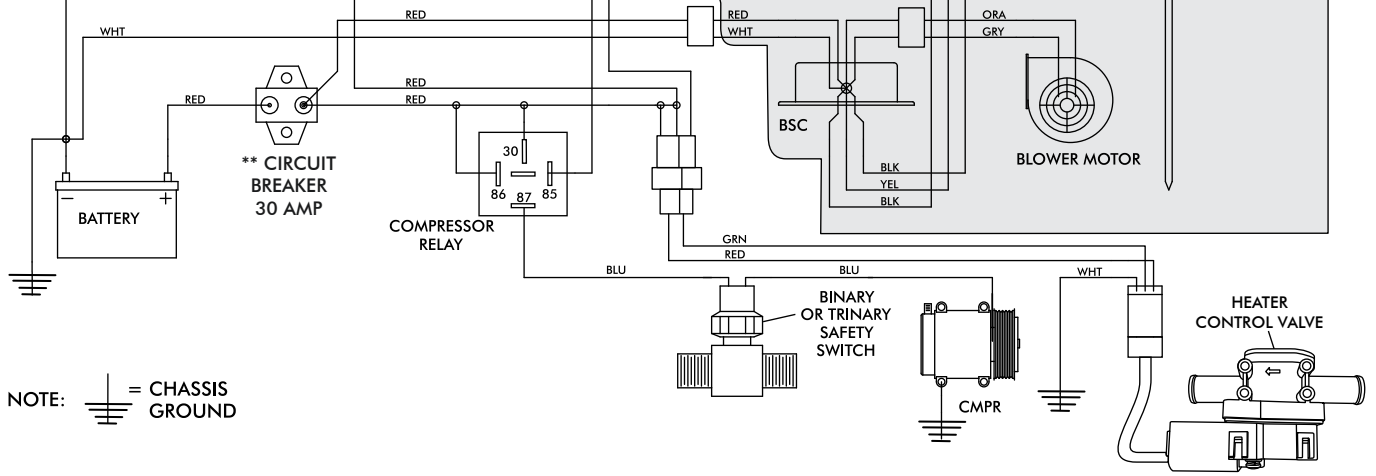 RED
RED
ORA
WHT
WHT
GRY
RED
RED
RED
BSC
BLOWER MOTOR
** CIRCUIT
BREAKER
30 AMP
30
86
87
85
BLK
YEL
BLK
–
+
BATTERY
COMPRESSOR
RELAY
GRN
RED
BLU
BLU
WHT
BINARY
OR TRINARY
SAFETY
SWITCH
HEATER
CONTROL VALVE
CMPR
NOTE:
= CHASSIS
GROUND